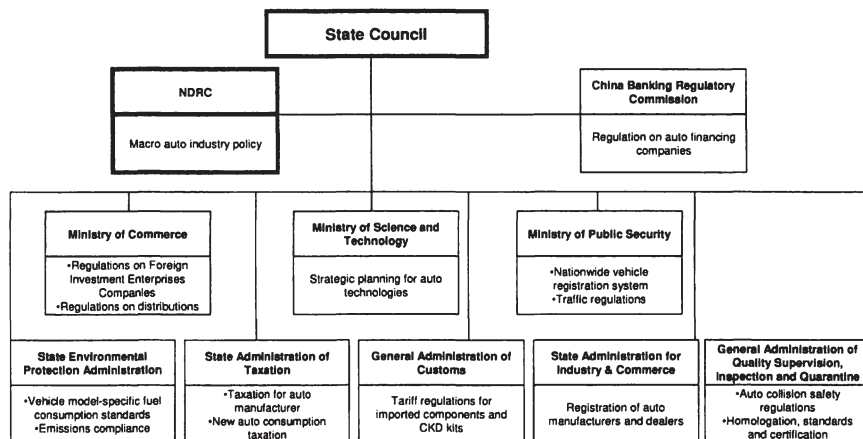 State Council
NDRC
Macro auto industry policy
China Banking Regulatory
Commission
Regulation on auto financing
companies
Ministry of Commerce
•Regulations on Foreign
Investment Enterprises
Companies
•Regulations on distributions
Ministry of Science and
Technology
Strategic planning for auto
technologies
Ministry of Public Security
•Nationwide vehicle
registration system
•Traffic regulations
State Environmental
Protection Administration
•Vehicle model-specific fuel
consumption standards
•Emissions compliance
State Administration of
Taxation
•Taxation for auto
manufacturer
•New auto consumption
taxation
General Administration of
Customs
Tariff regulations for
imported components and
CKD kits
State Administration for
Industry & Commerce
Registration of auto
manufacturers and dealers
General Administration of
Quality Supervision,
Inspection and Quarantine
•Auto collision safety
regulations
•Homologation, standards
and certification